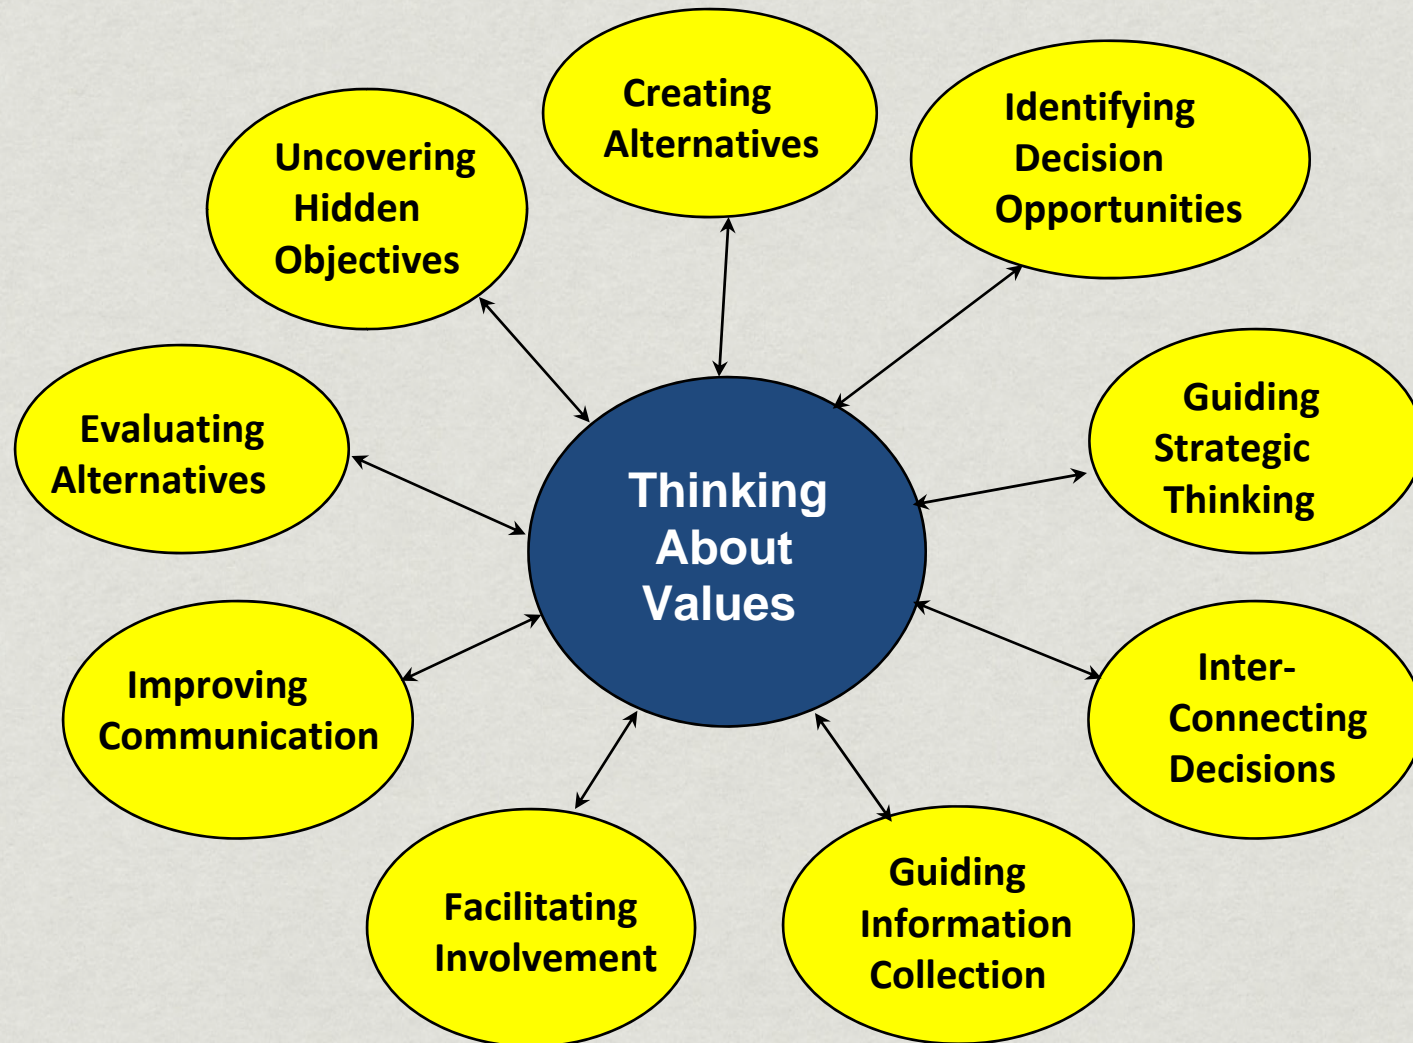 Creating
Alternatives
Identifying
Decision
Opportunities
Uncovering
Hidden
Objectives
Guiding
Strategic
Thinking
Evaluating
Alternatives
Thinking
About
Values
Improving
Communication
Inter-
Connecting
Decisions
Facilitating
Involvement
Guiding
Information
Collection